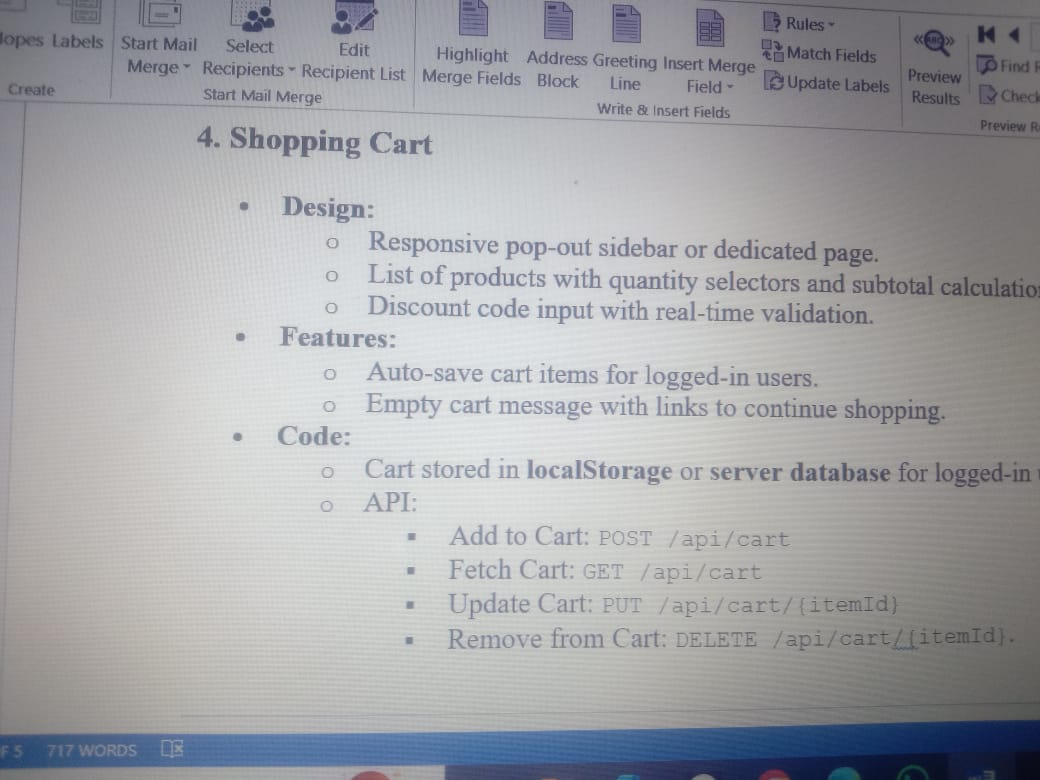 Labels
Start Mail Merge
Select Recipients
Edit Recipient List
Highlight Merge Fields
Address Block
Greeting Line
Insert Merge Field
Rules
Match Fields
Update Labels
Preview Results
ABC
Find
Create
Start Mail Merge
Write & Insert Fields
Preview
4. Shopping Cart
• Design:
o Responsive pop-out sidebar or dedicated page.
o List of products with quantity selectors and subtotal
o Discount code input with real-time validation.
• Features:
o Auto-save cart items for logged-in users.
o Empty cart message with links to continue shopping.
• Code:
o Cart stored in localStorage or server database for logged-in
o API:
▪ Add to Cart: POST /api/cart
▪ Fetch Cart: GET /api/cart
▪ Update Cart: PUT /api/cart/{itemId}
▪ Remove from Cart: DELETE /api/cart/{itemId}.
F 5 717 WORDS